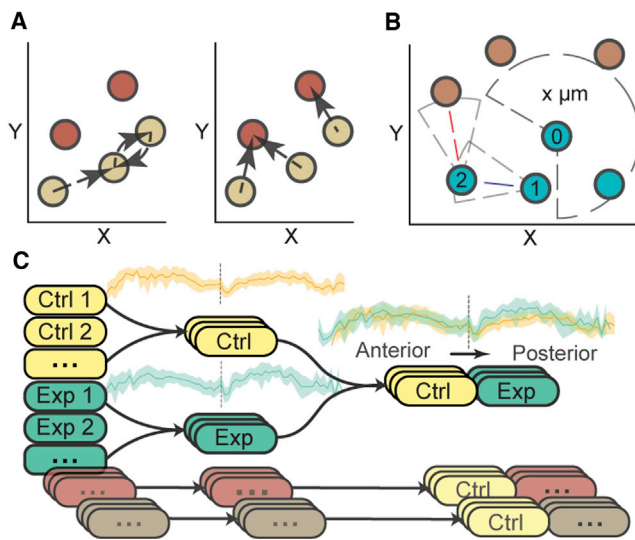 A
Y
X
Y
X
B
Y
X
x µm
0
1
2
C
Ctrl 1
Ctrl 2
...
Exp 1
Exp 2
...
Ctrl
Exp
Anterior → Posterior
Ctrl Exp
... ... Ctrl ...
... ... Ctrl ...